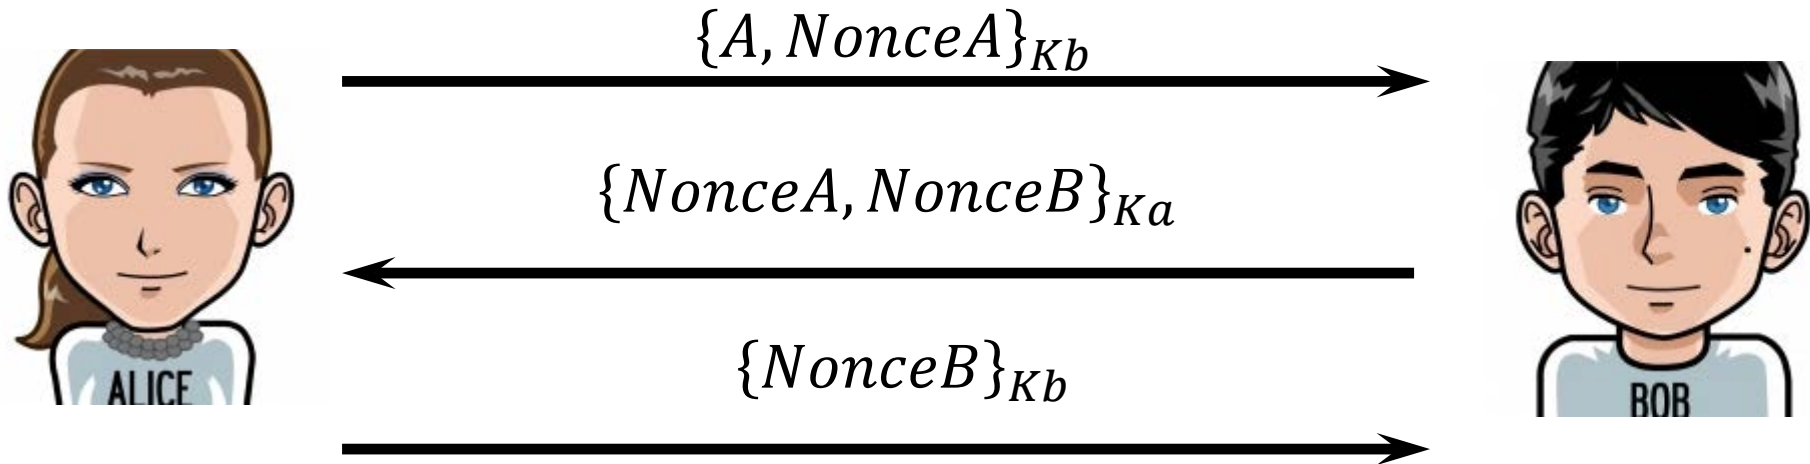 {A, NonceA}Kb
{NonceA, NonceB}Ka
{NonceB}Kb
ALICE
BOB